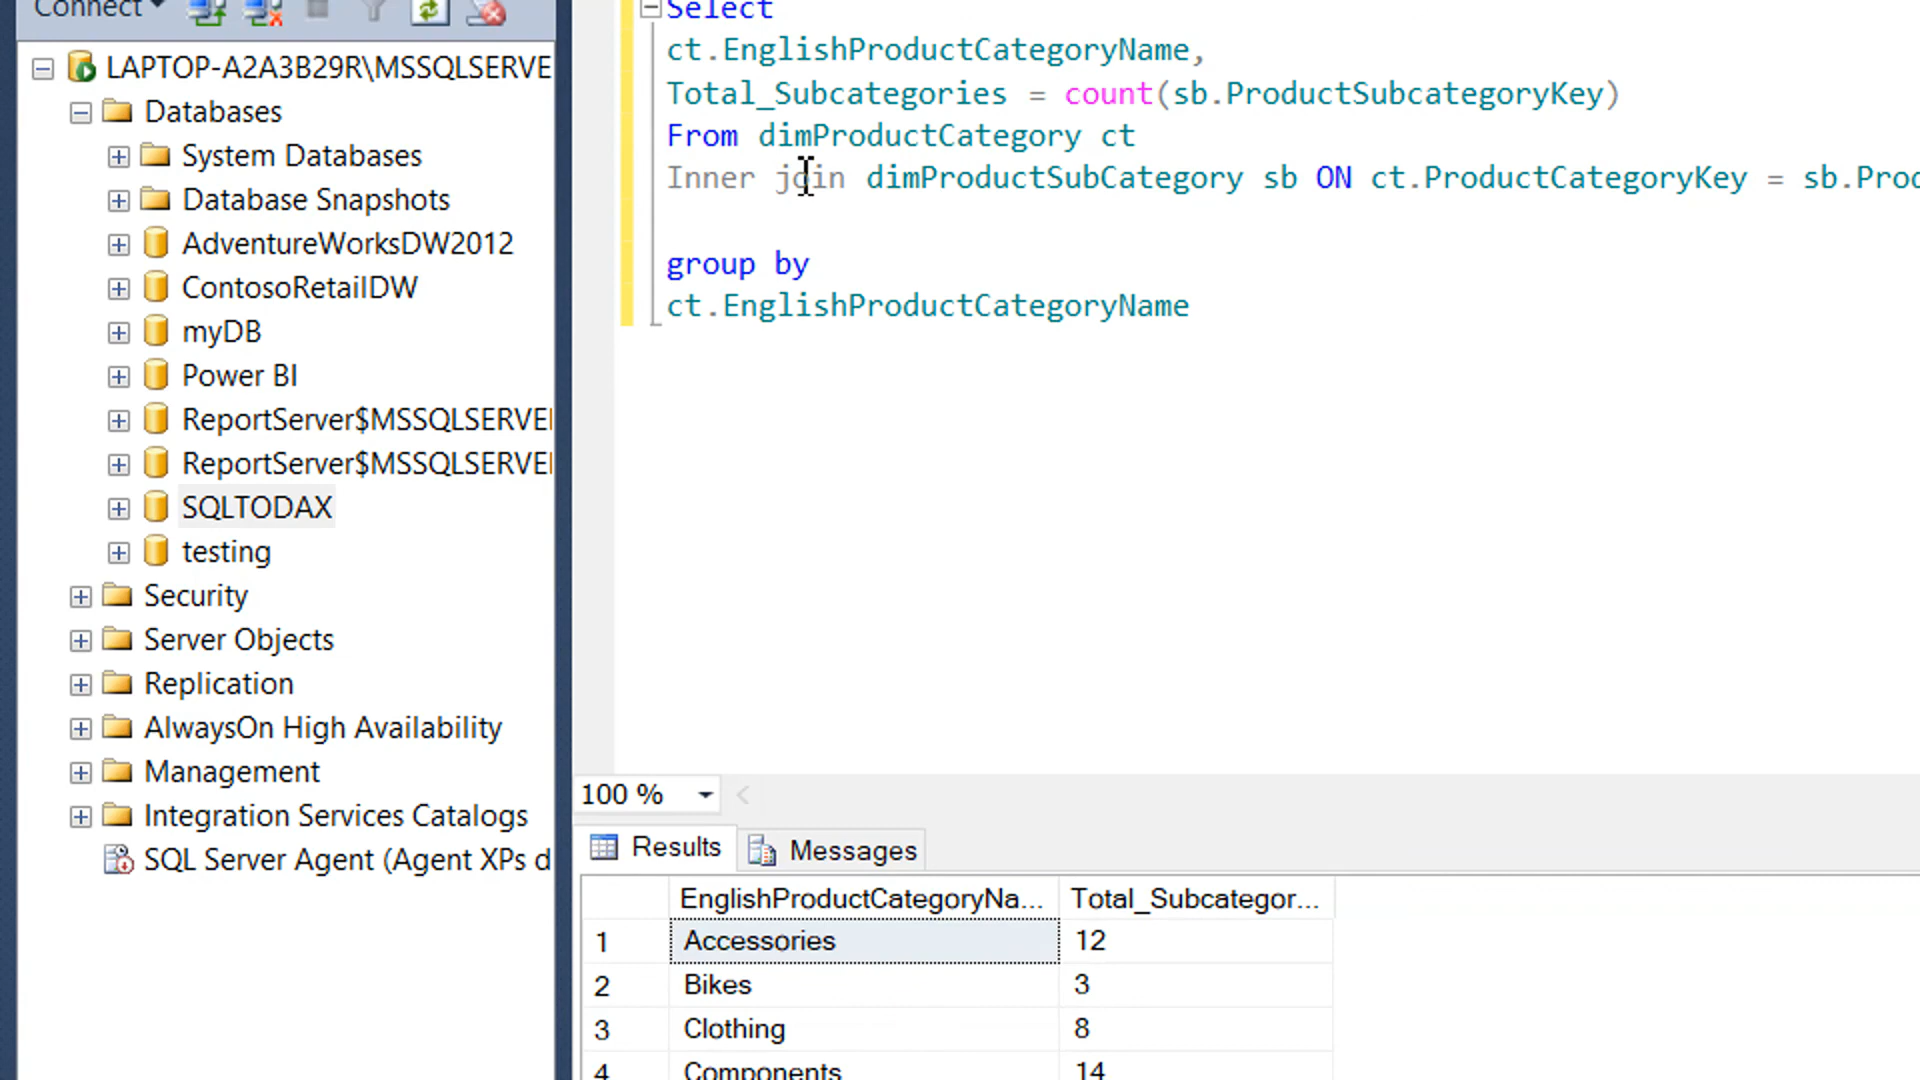 Connect
LAPTOP-A2A3B29R\MSSQLSERVE
Databases
System Databases
Database Snapshots
AdventureWorksDW2012
ContosoRetailDW
myDB
Power BI
ReportServer$MSSQLSERVE
ReportServer$MSSQLSERVE
SQLTODAX
testing
Security
Server Objects
Replication
AlwaysOn High Availability
Management
Integration Services Catalogs
SQL Server Agent (Agent XPs d
Select
ct.EnglishProductCategoryName,
Total_Subcategories = count(sb.ProductSubcategoryKey)
From dimProductCategory ct
Inner join dimProductSubCategory sb ON ct.ProductCategoryKey = sb.Proc
group by
ct.EnglishProductCategoryName
100 %
Results Messages
EnglishProductCategoryNa... Total_Subcategor...
1 Accessories 12
2 Bikes 3
3 Clothing 8
4 Components 14